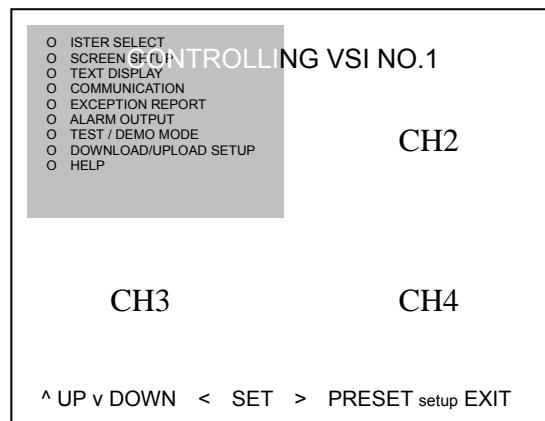 CONTROLLING VSI NO.1
O ISTER SELECT
O SCREEN SETUP
O TEXT DISPLAY
O COMMUNICATION
O EXCEPTION REPORT
O ALARM OUTPUT
O TEST / DEMO MODE
O DOWNLOAD/UPLOAD SETUP
O HELP
CH2
CH3 CH4
^ UP v DOWN < SET > PRESET setup EXIT